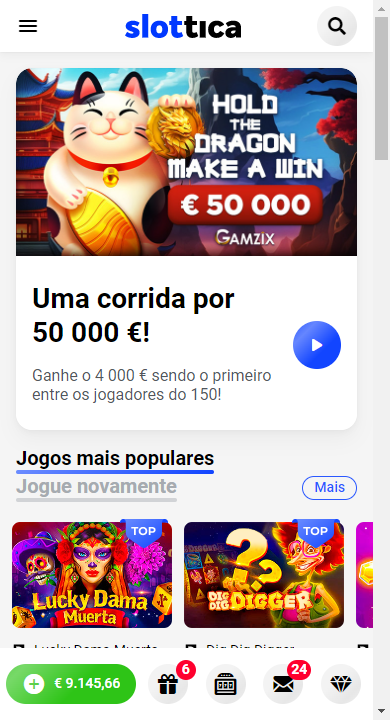 slottica
HOLD
THE
DRAGON
MAKE A WIN
€ 50 000
GAMZIX
Uma corrida por
50 000 €!
Ganhe o 4 000 € sendo o primeiro
entre os jogadores do 150!
Jogos mais populares
Jogue novamente
Mais
TOP
Lucky Dama
Muerta
TOP
DIG DIG DIGGER
Lucky Dama Muerta
Dig Dig Digger
€ 9.145,66
6
24